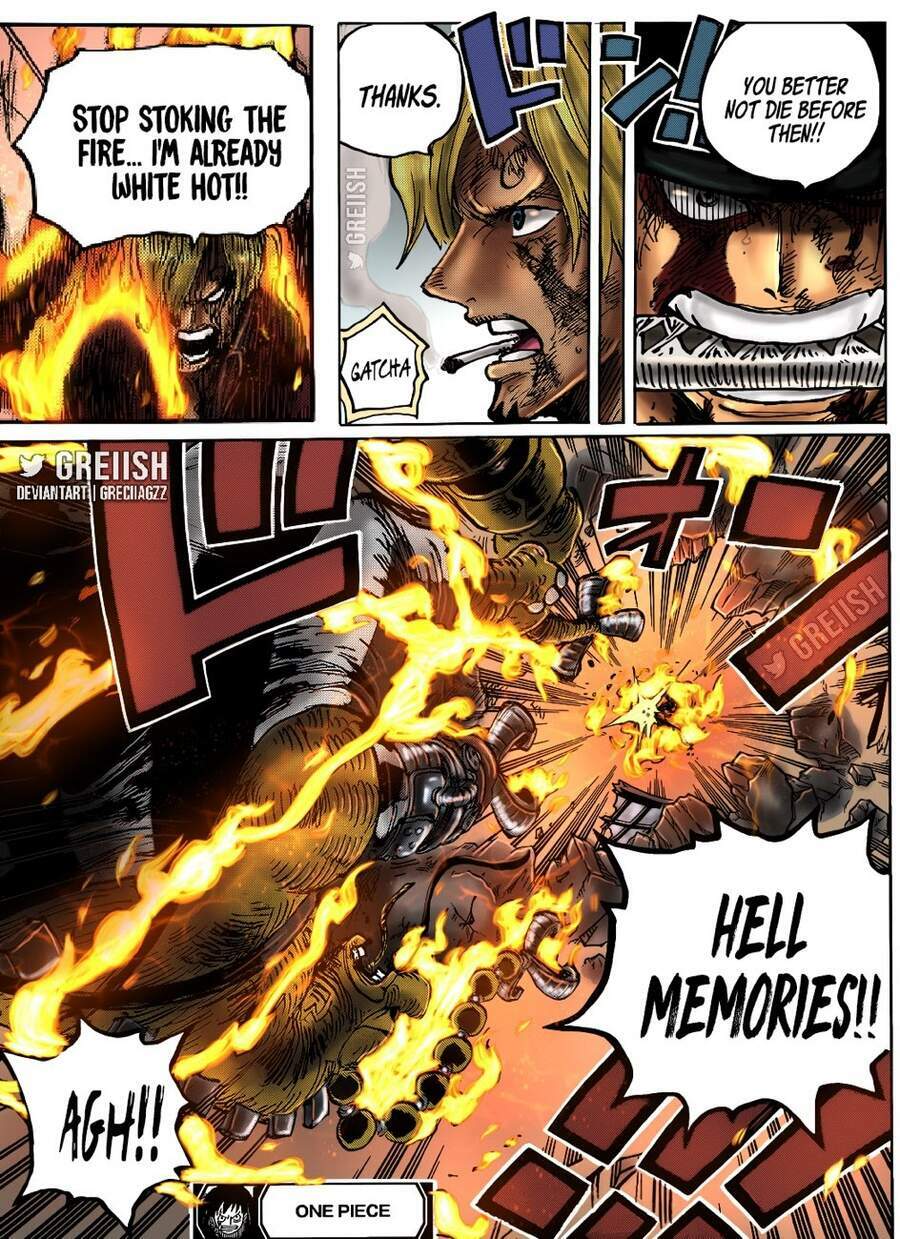 YOU BETTER
NOT DIE BEFORE
THEN!!
ドン!!
THANKS.
GREIISH
GATCHA
STOP STOKING THE
FIRE... I'M ALREADY
WHITE HOT!!
GREIISH
DEVIANTART | GRECIIAGZZ
ドオロ
GREIISH
HELL
MEMORIES!!
AGH!!
ONE PIECE